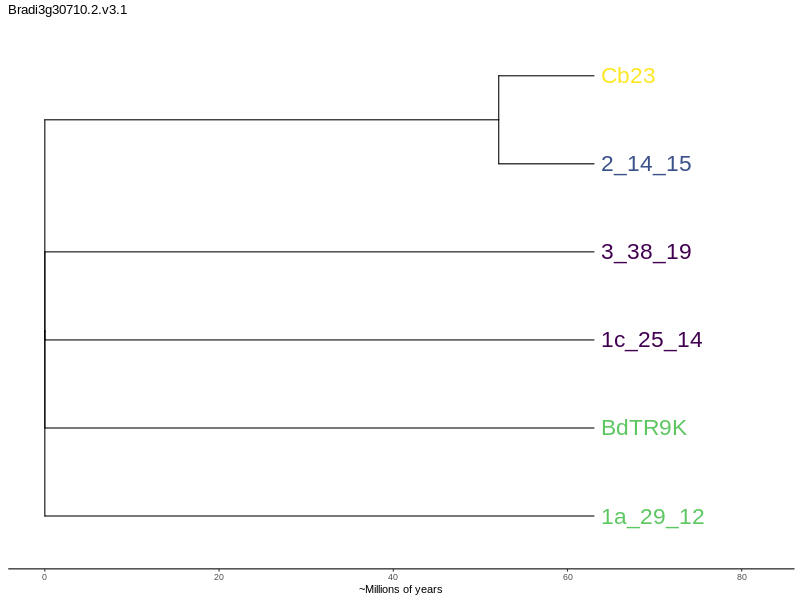 Bradi3g30710.2.v3.1
Cb23
2_14_15
3_38_19
1c_25_14
BdTR9K
1a_29_12
0 20 40 60 80
~Millions of years